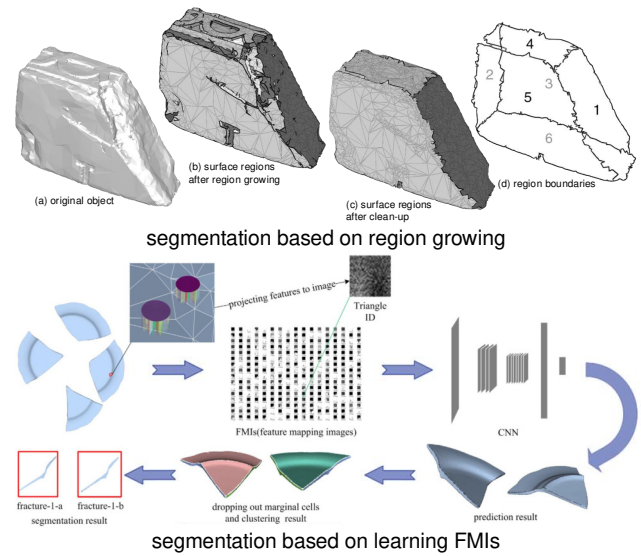 4
2
3
5
1
6
(b) surface regions
after region growing
(a) original object
(c) surface regions
after clean-up
(d) region boundaries
segmentation based on region growing
projecting features to image
Triangle
ID
FMIs(feature mapping images)
CNN
fracture-1-a
fracture-1-b
segmentation result
dropping out marginal cells
and clustering result
prediction result
segmentation based on learning FMIs